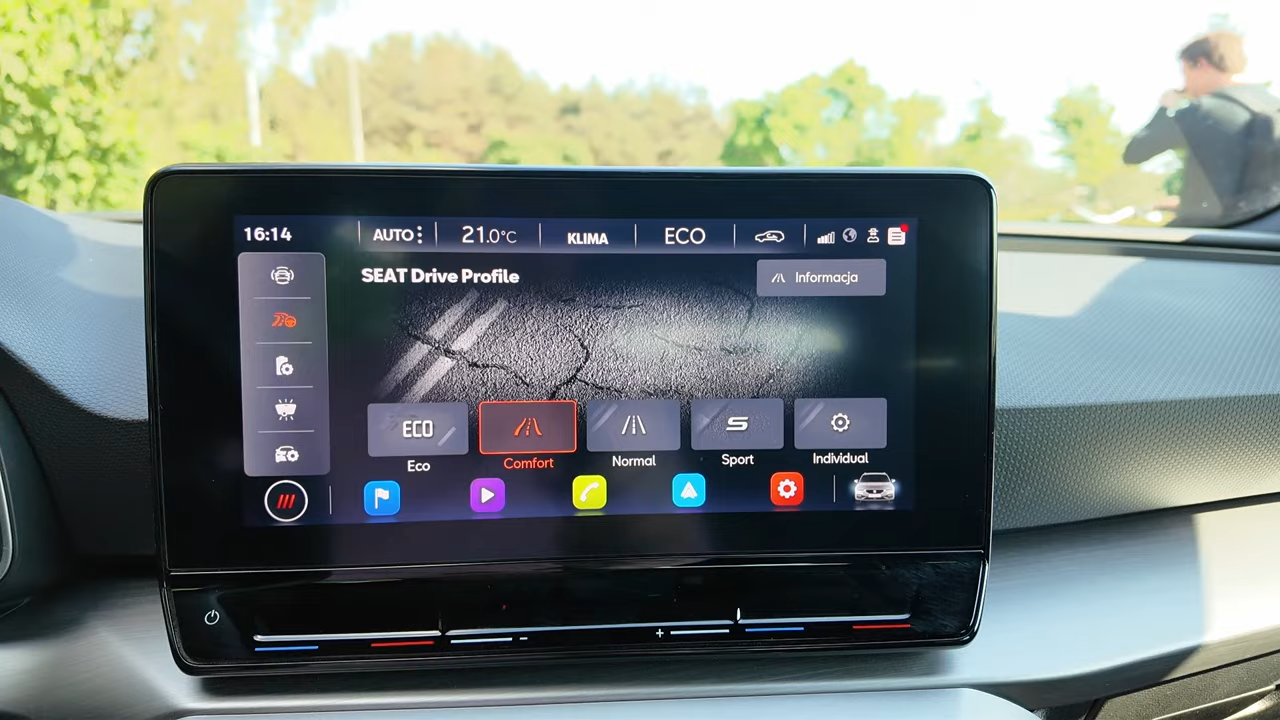 16:14 AUTO 21.0°C KLIMA ECO
SEAT Drive Profile
Informacja
ECO S
Eco Comfort Normal Sport Individual
- +